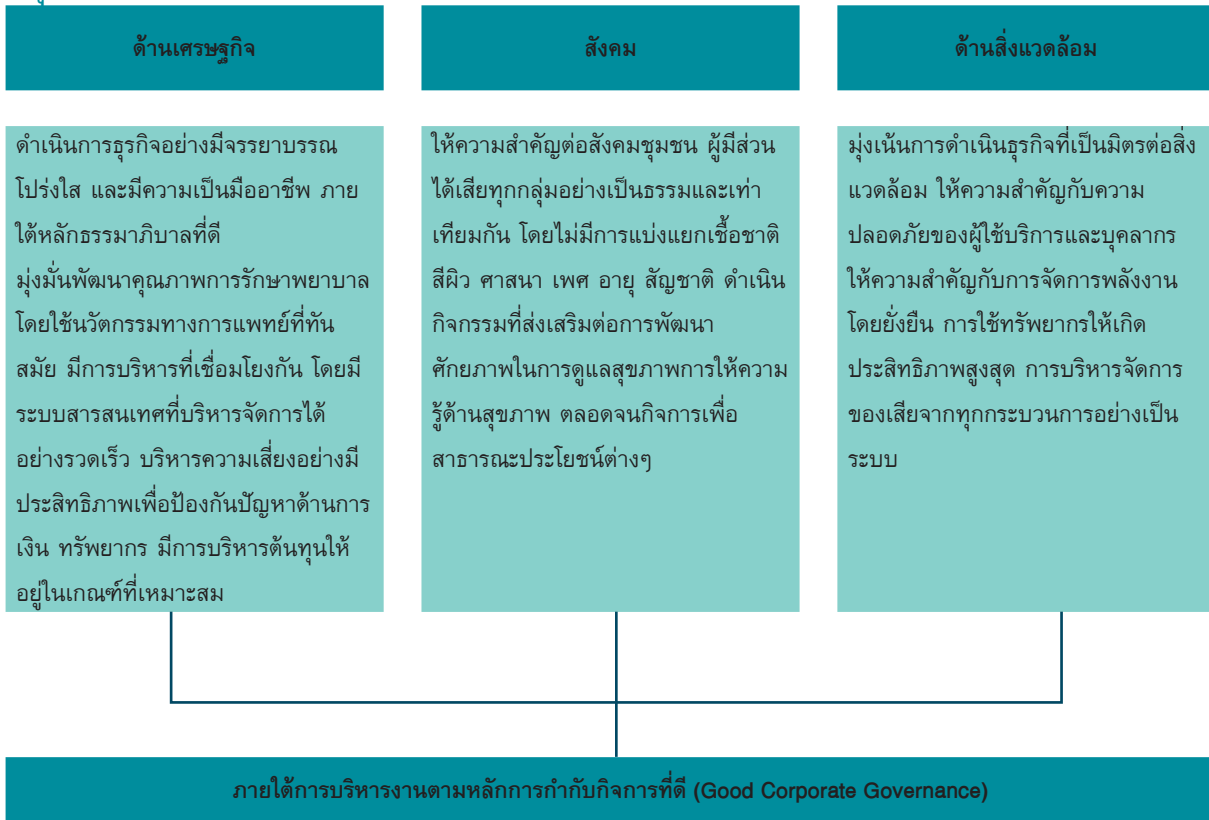 ด้านเศรษฐกิจ
ดำเนินการธุรกิจอย่างมีจรรยาบรรณ
โปร่งใส และมีความเป็นมืออาชีพ ภาย
ใต้หลักธรรมาภิบาลที่ดี
มุ่งมั่นพัฒนาคุณภาพการรักษาพยาบาล
โดยใช้นวัตกรรมทางการแพทย์ที่ทัน
สมัย มีการบริหารที่เชื่อมโยงกัน โดยมี
ระบบสารสนเทศที่บริหารจัดการได้
อย่างรวดเร็ว บริหารความเสี่ยงอย่างมี
ประสิทธิภาพเพื่อป้องกันปัญหาด้านการ
เงิน ทรัพยากร มีการบริหารต้นทุนให้
อยู่ในเกณฑ์ที่เหมาะสม
สังคม
ให้ความสำคัญต่อสังคมชุมชน ผู้มีส่วน
ได้เสียทุกกลุ่มอย่างเป็นธรรมและเท่า
เทียมกัน โดยไม่มีการแบ่งแยกเชื้อชาติ
สีผิว ศาสนา เพศ อายุ สัญชาติ ดำเนิน
กิจกรรมที่ส่งเสริมต่อการพัฒนา
ศักยภาพในการดูแลสุขภาพการให้ความ
รู้ด้านสุขภาพ ตลอดจนกิจการเพื่อ
สาธารณะประโยชน์ต่างๆ
ด้านสิ่งแวดล้อม
มุ่งเน้นการดำเนินธุรกิจที่เป็นมิตรต่อสิ่ง
แวดล้อม ให้ความสำคัญกับความ
ปลอดภัยของผู้ใช้บริการและบุคลากร
ให้ความสำคัญกับการจัดการพลังงาน
โดยยั่งยืน การใช้ทรัพยากรให้เกิด
ประสิทธิภาพสูงสุด การบริหารจัดการ
ของเสียจากทุกกระบวนการอย่างเป็น
ระบบ
ภายใต้การบริหารงานตามหลักการกำกับกิจการที่ดี (Good Corporate Governance)